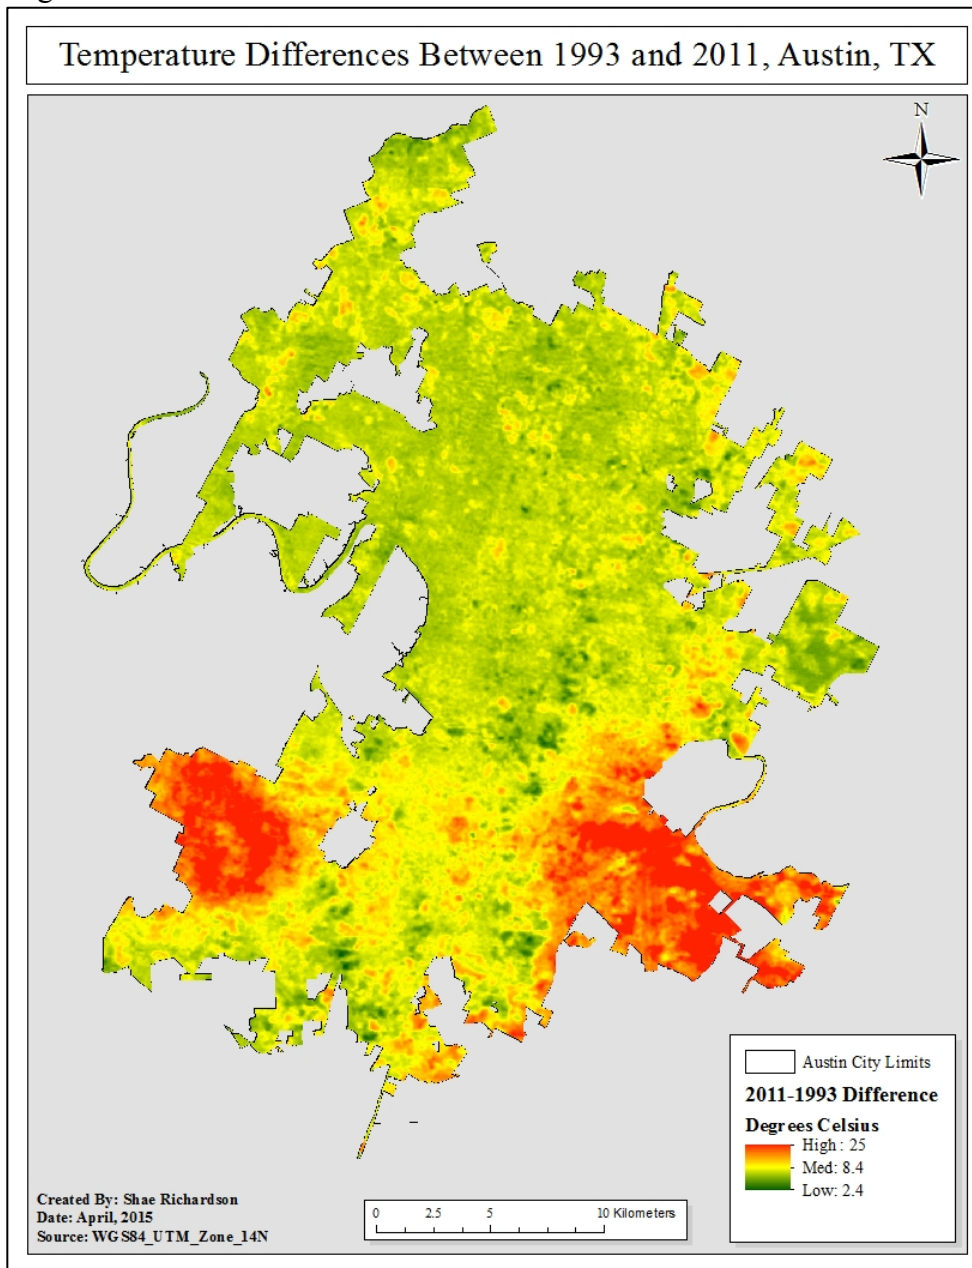 Temperature Differences Between 1993 and 2011, Austin, TX
N
Austin City Limits
2011-1993 Difference
Degrees Celsius
High : 25
Med: 8.4
Low: 2.4
Created By: Shae Richardson
Date: April, 2015
Source: WGS84_UTM_Zone_14N
0 2.5 5 10 Kilometers